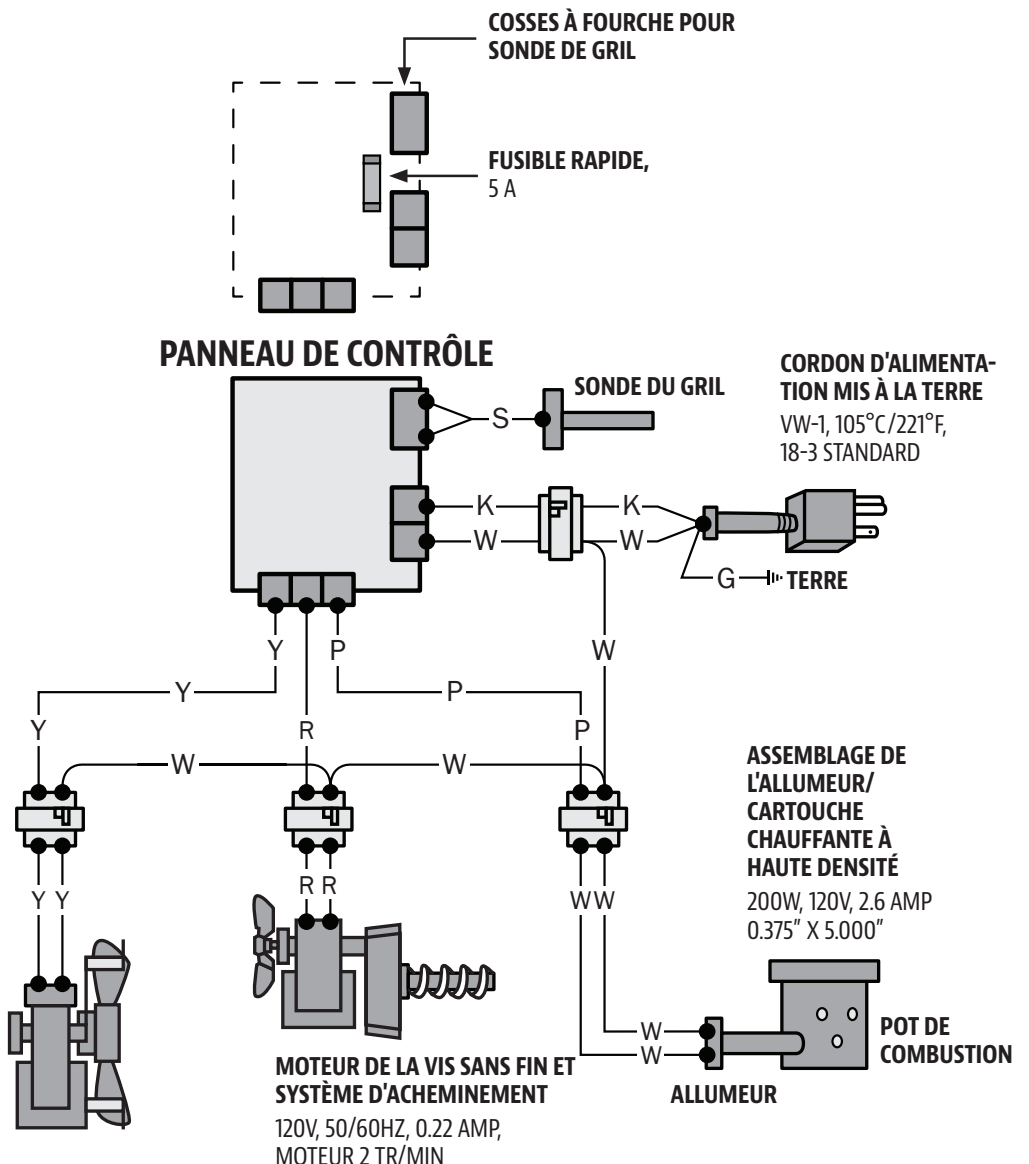 COSSES À FOURCHE POUR
SONDE DE GRIL
FUSIBLE RAPIDE,
5 A
PANNEAU DE CONTRÔLE
SONDE DU GRIL
CORDON D'ALIMENTA-
TION MIS À LA TERRE
VW-1, 105°C/221°F,
18-3 STANDARD
S
K
K
W
W
G
TERRE
Y
P
W
Y
P
Y
R
P
W
W
Y Y
R R
W W
ASSEMBLAGE DE
L'ALLUMEUR/
CARTOUCHE
CHAUFFANTE À
HAUTE DENSITÉ
200W, 120V, 2.6 AMP
0.375" X 5.000"
W
W
POT DE
COMBUSTION
ALLUMEUR
MOTEUR DE LA VIS SANS FIN ET
SYSTÈME D'ACHEMINEMENT
120V, 50/60HZ, 0.22 AMP,
MOTEUR 2 TR/MIN